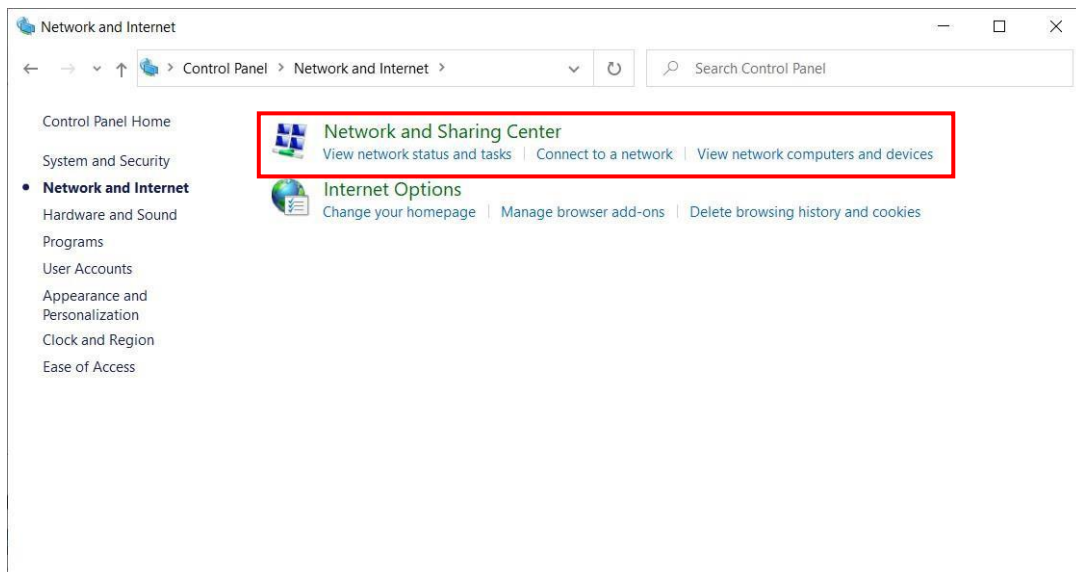 Network and Internet
Control Panel > Network and Internet >
Search Control Panel
Control Panel Home
System and Security
Network and Internet
Hardware and Sound
Programs
User Accounts
Appearance and
Personalization
Clock and Region
Ease of Access
Network and Sharing Center
View network status and tasks | Connect to a network | View network computers and devices
Internet Options
Change your homepage | Manage browser add-ons | Delete browsing history and cookies